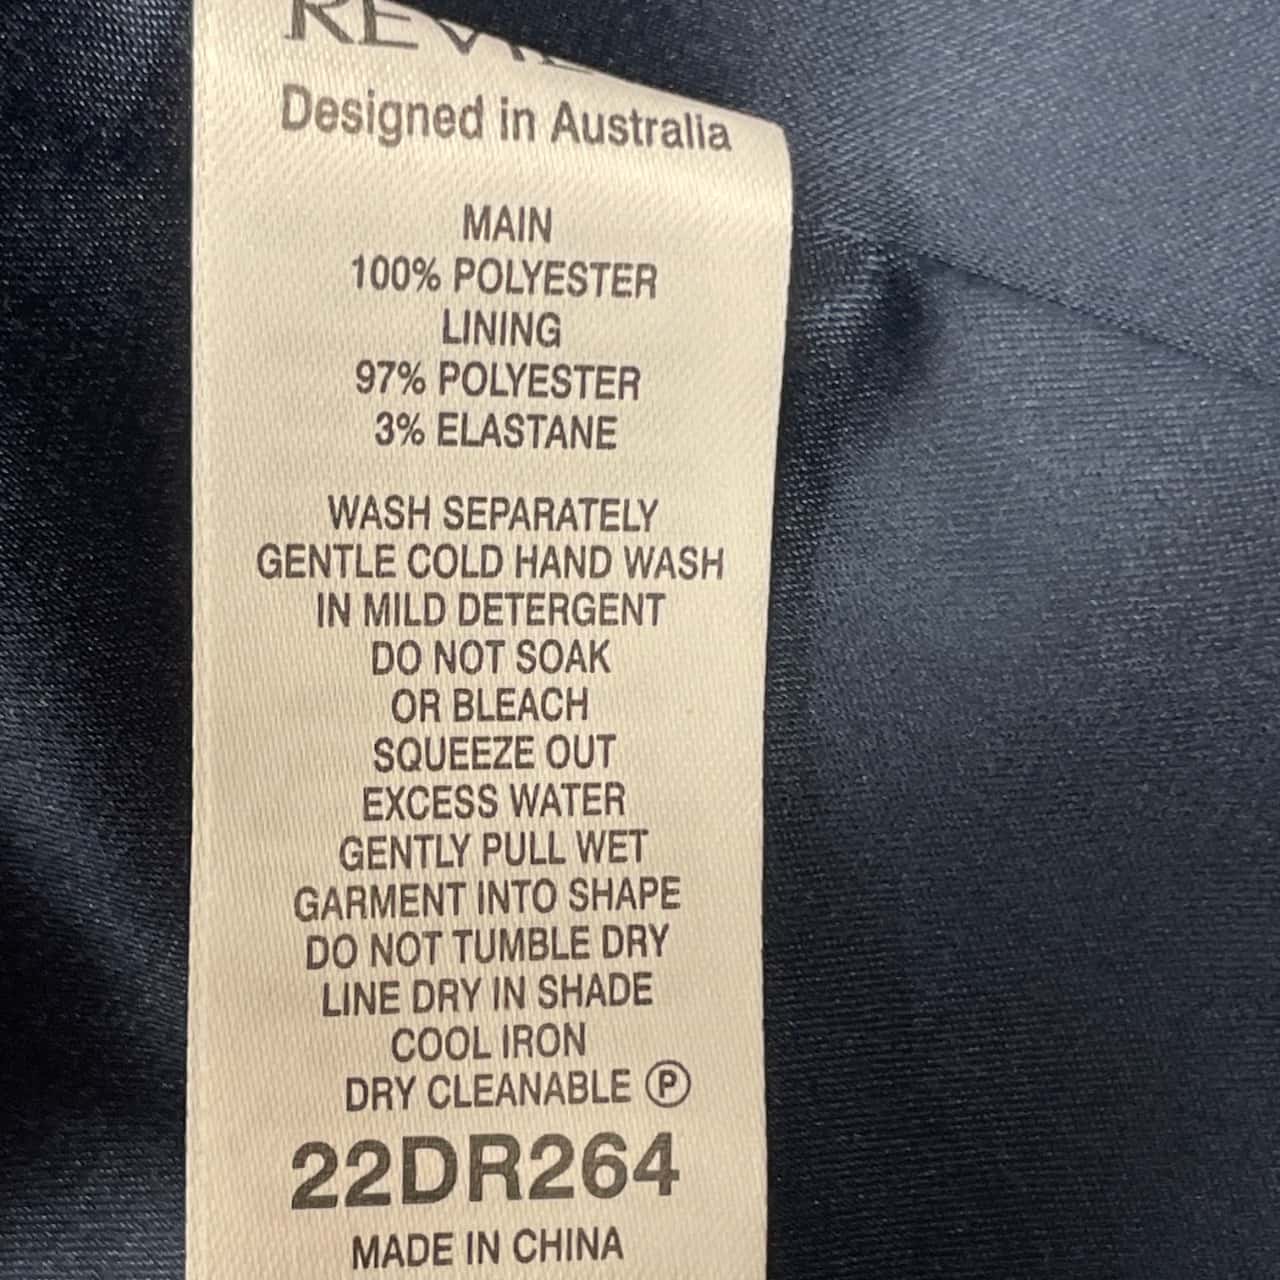 Designed in Australia
MAIN
100% POLYESTER
LINING
97% POLYESTER
3% ELASTANE
WASH SEPARATELY
GENTLE COLD HAND WASH
IN MILD DETERGENT
DO NOT SOAK
OR BLEACH
SQUEEZE OUT
EXCESS WATER
GENTLY PULL WET
GARMENT INTO SHAPE
DO NOT TUMBLE DRY
LINE DRY IN SHADE
COOL IRON
DRY CLEANABLE Ⓟ
22DR264
MADE IN CHINA